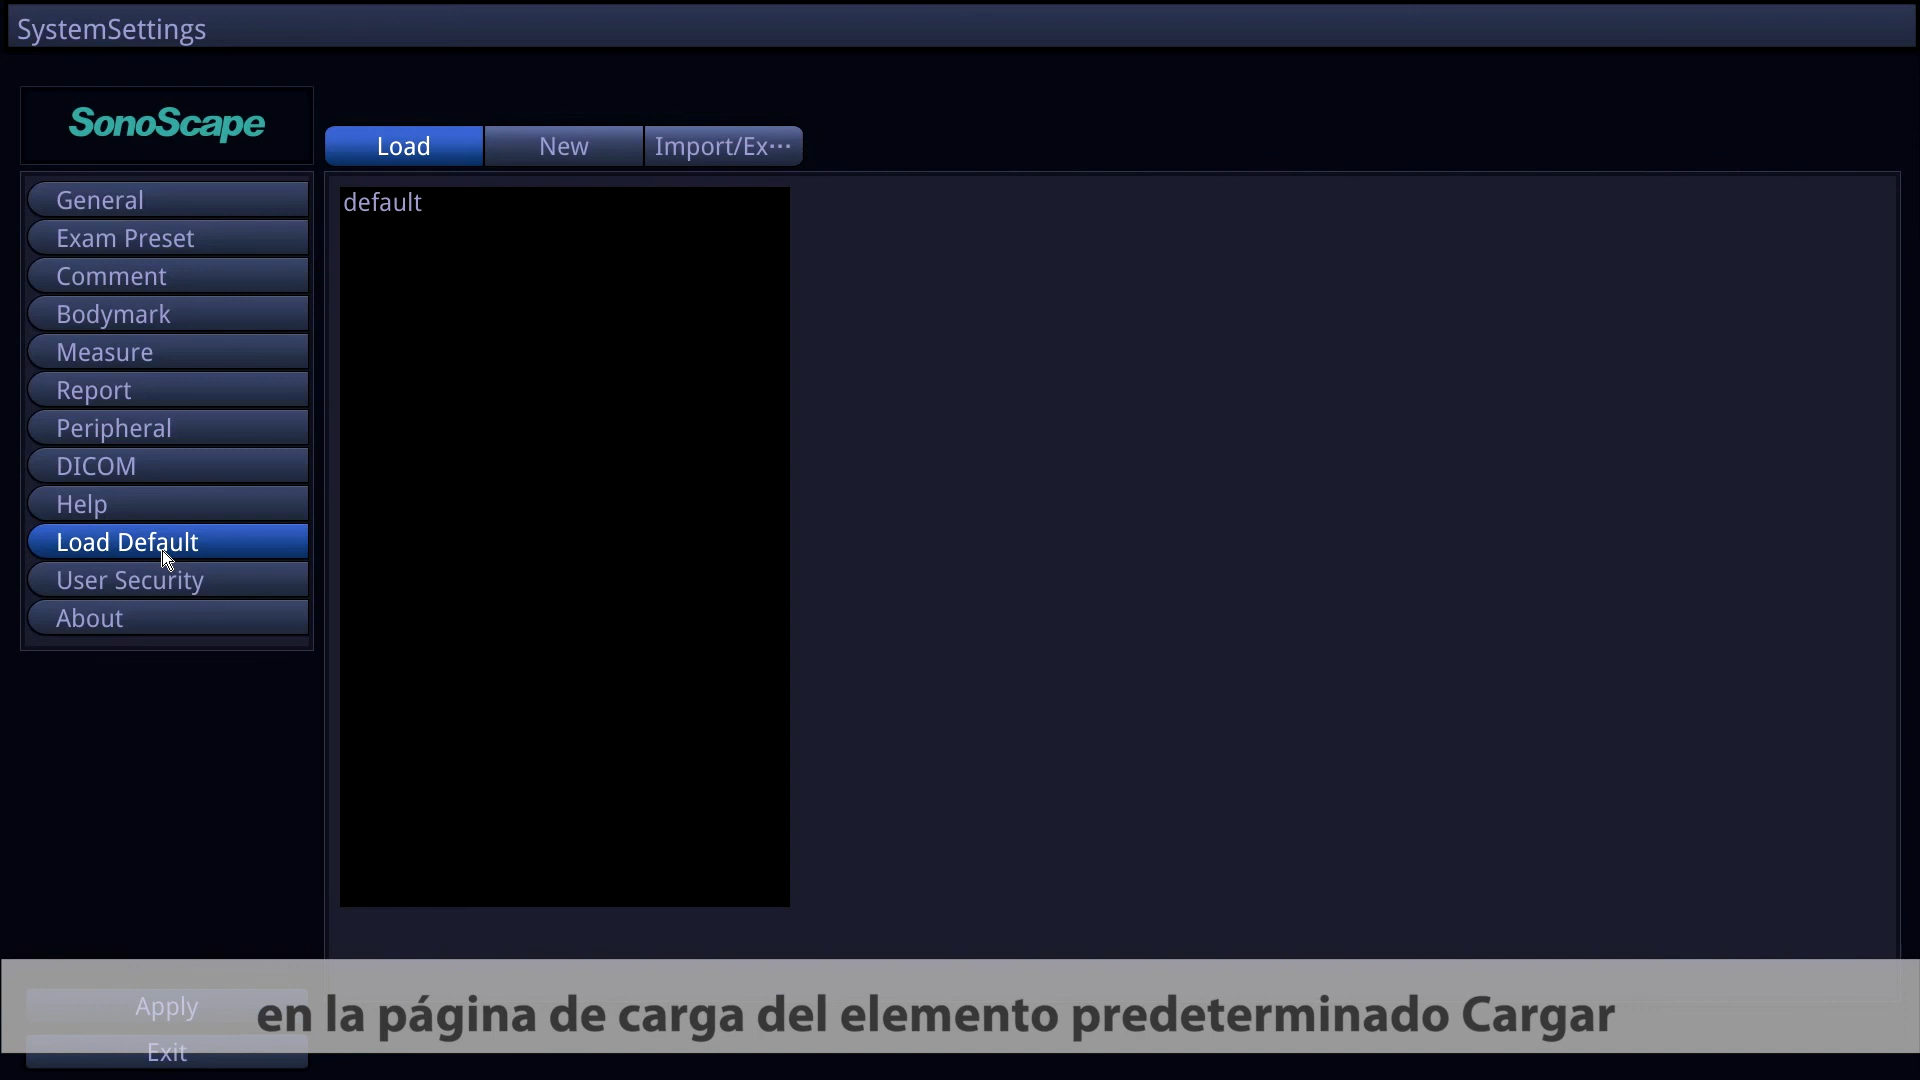 SystemSettings
SonoScape
Load
New
Import/Ex···
General
Exam Preset
Comment
Bodymark
Measure
Report
Peripheral
DICOM
Help
Load Default
User Security
About
default
Apply
en la página de carga del elemento predeterminado Cargar
Exit